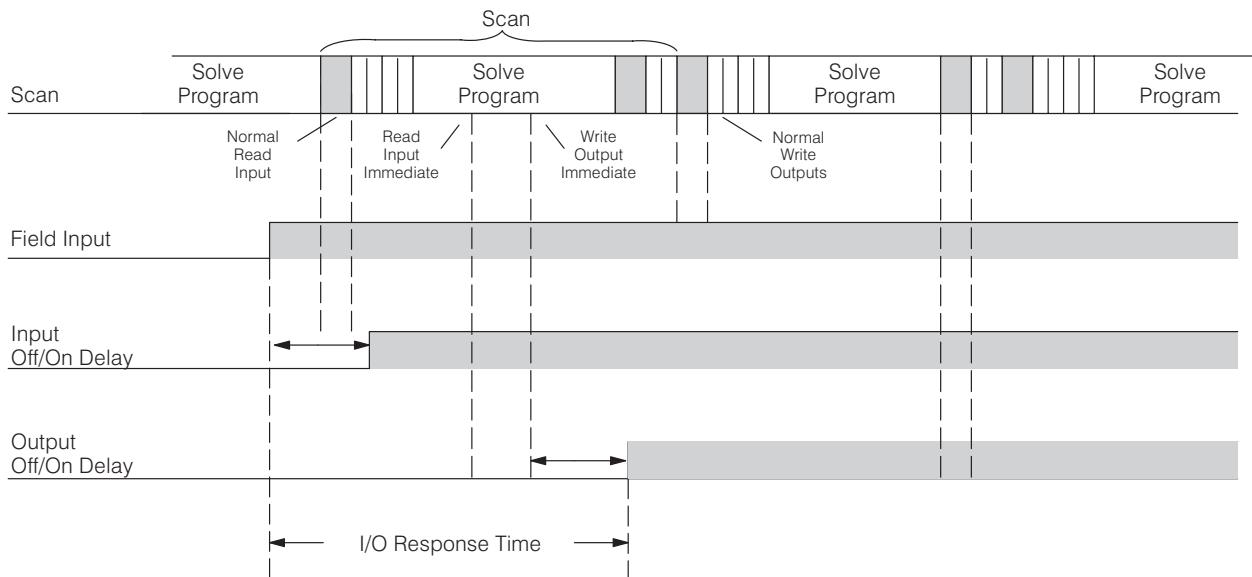 Scan
Scan
Solve
Program
Solve
Program
Solve
Program
Solve
Program
Normal
Read
Input
Read
Input
Immediate
Write
Output
Immediate
Normal
Write
Outputs
Field Input
Input
Off/On Delay
Output
Off/On Delay
I/O Response Time